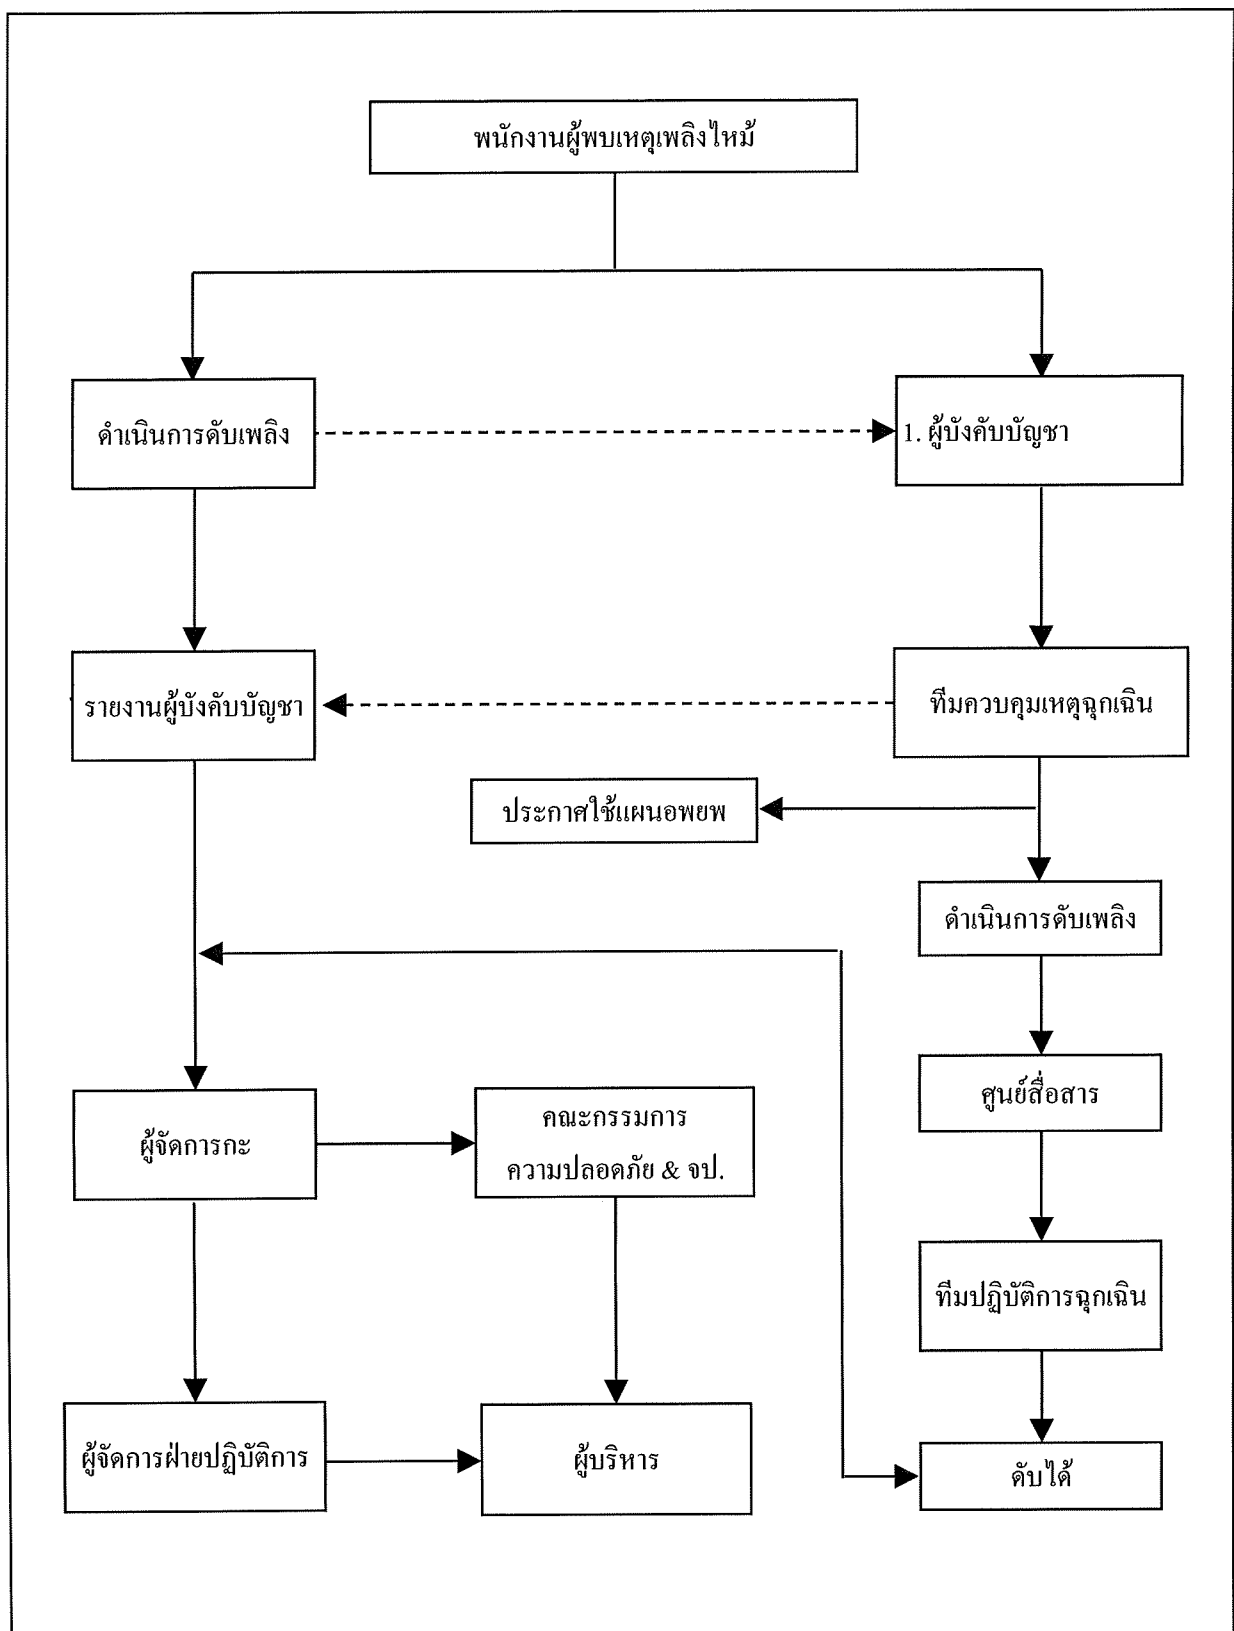 พนักงานผู้พบเหตุเพลิงไหม้
ดำเนินการดับเพลิง
1. ผู้บังคับบัญชา
รายงานผู้บังคับบัญชา
ทีมควบคุมเหตุฉุกเฉิน
ประกาศใช้แผนอพยพ
ดำเนินการดับเพลิง
ศูนย์สื่อสาร
ผู้จัดการกะ
คณะกรรมการ
ความปลอดภัย & จป.
ทีมปฏิบัติการฉุกเฉิน
ผู้จัดการฝ่ายปฏิบัติการ
ผู้บริหาร
ดับได้